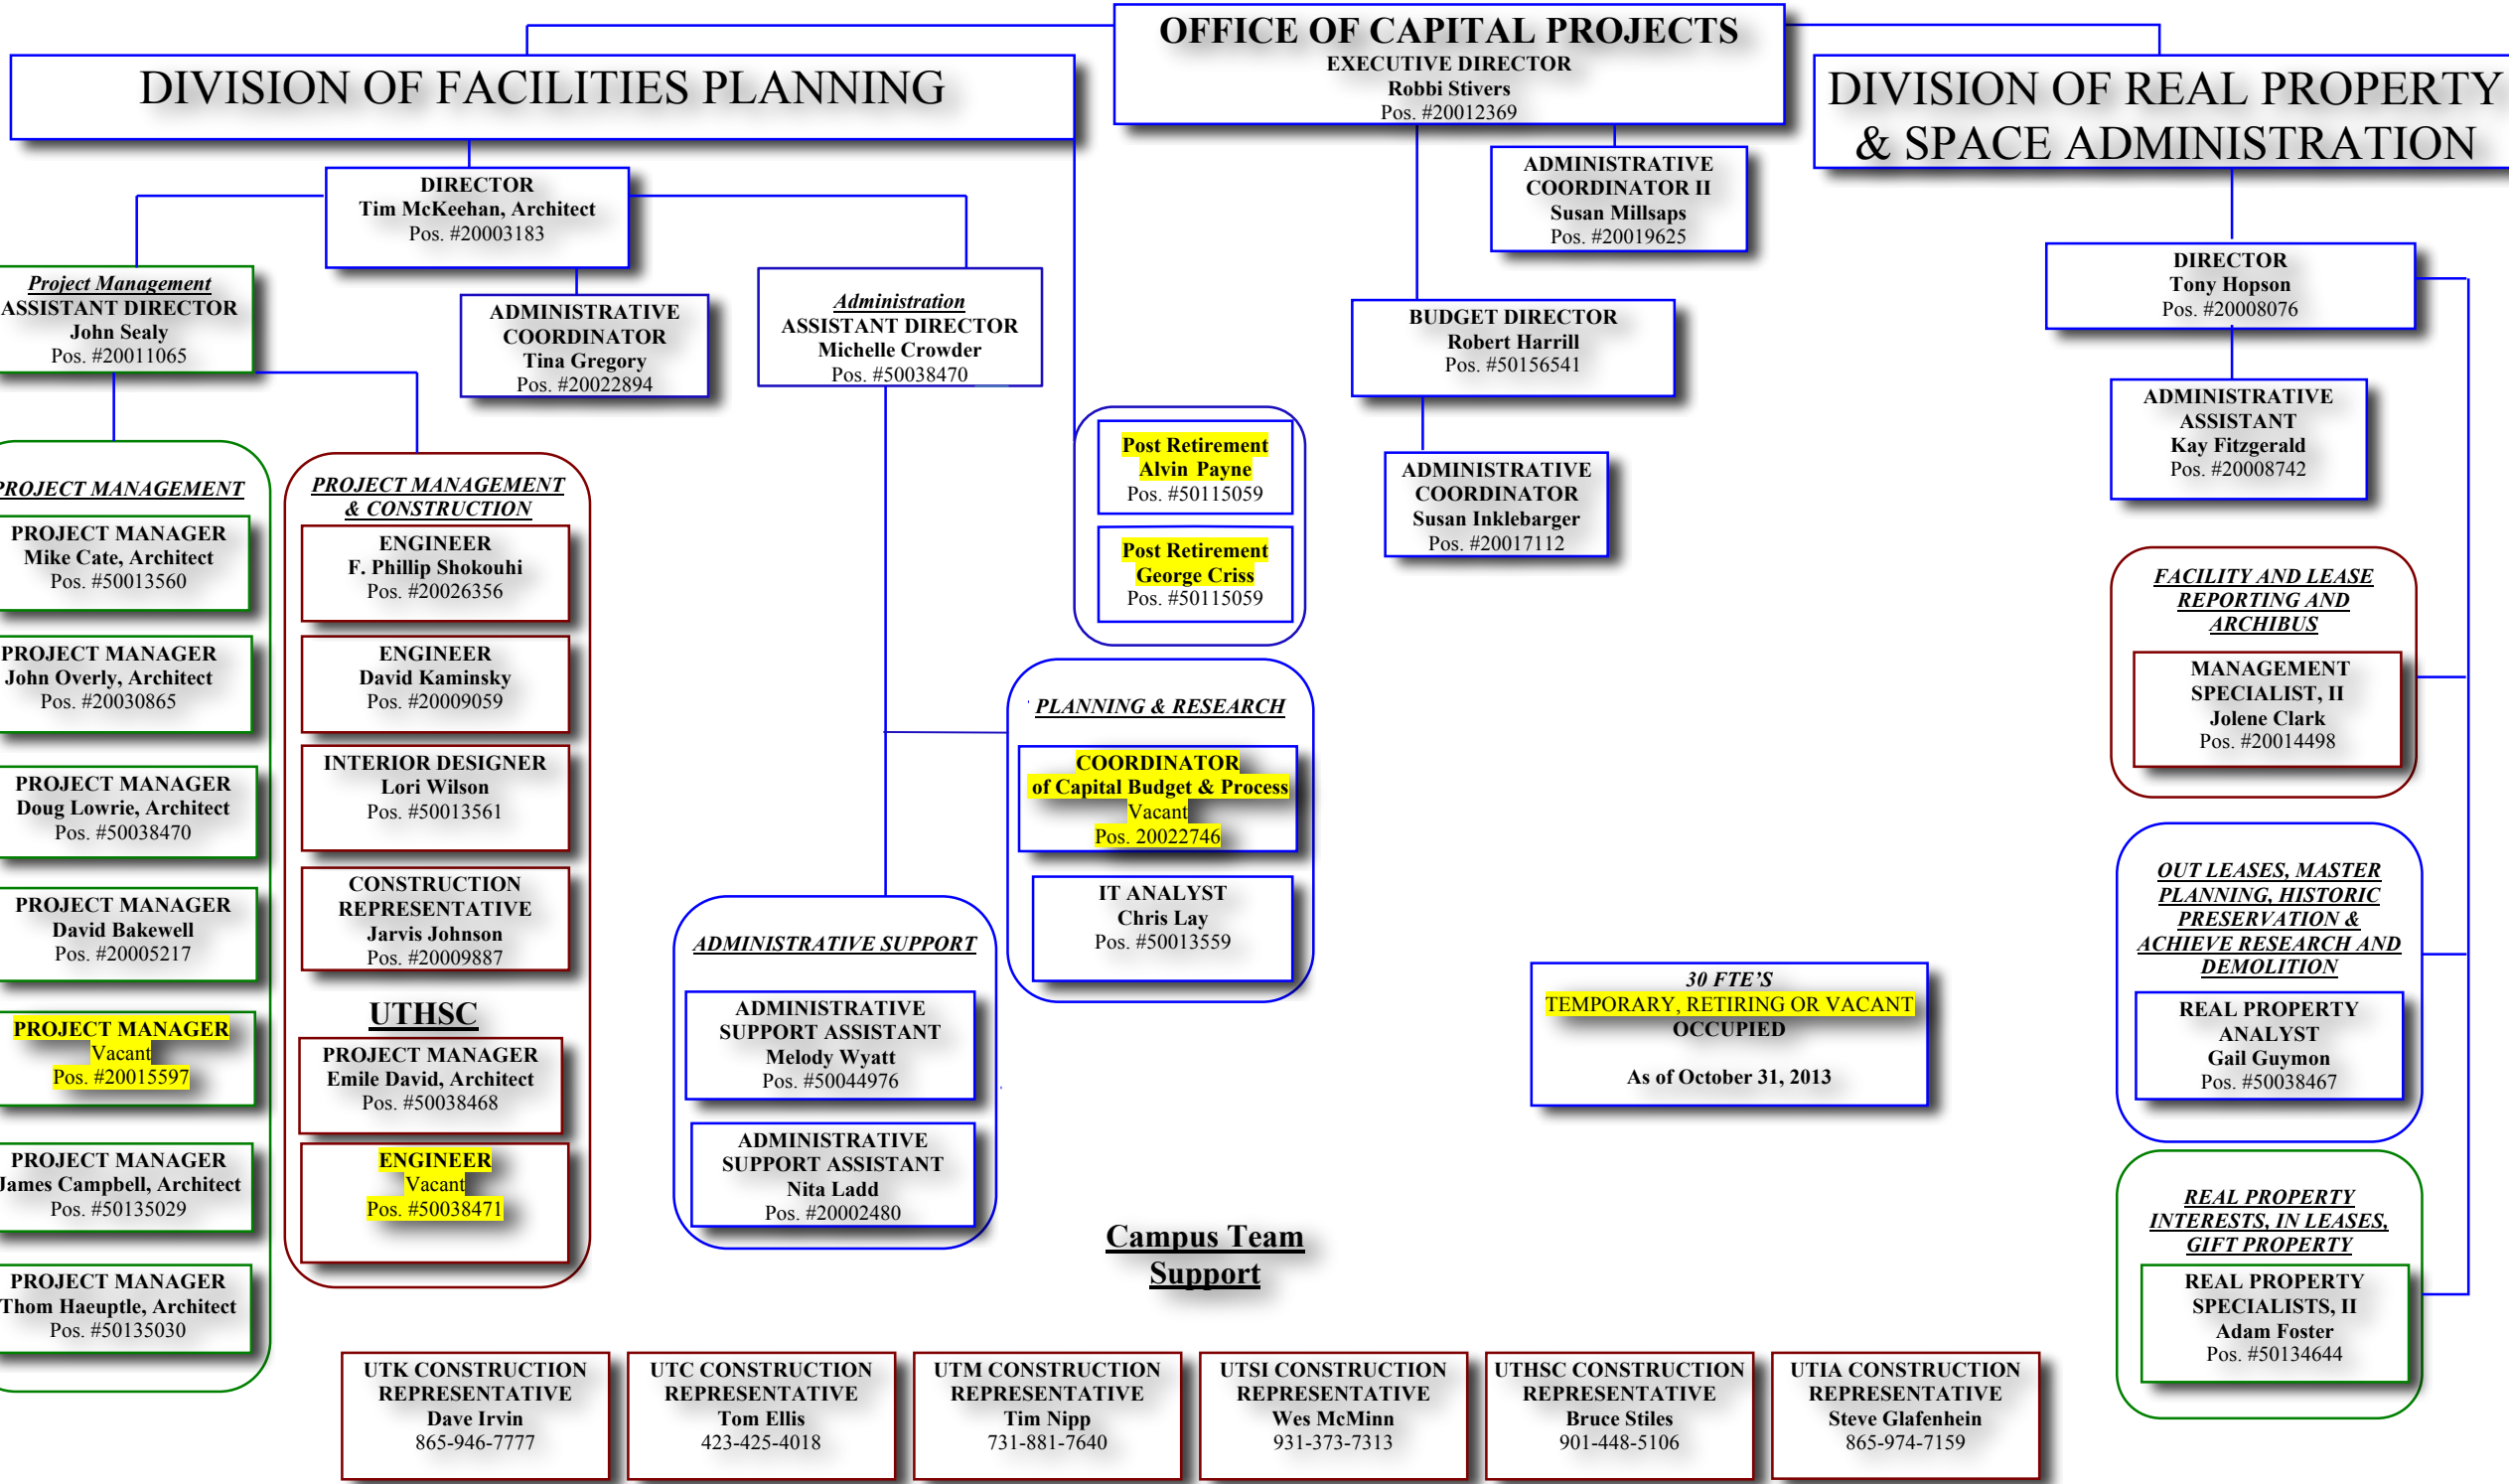 OFFICE OF CAPITAL PROJECTS
EXECUTIVE DIRECTOR
Robbi Stivers
Pos. #20012369
DIVISION OF FACILITIES PLANNING
DIVISION OF REAL PROPERTY
& SPACE ADMINISTRATION
ADMINISTRATIVE
COORDINATOR II
Susan Millsaps
Pos. #20019625
DIRECTOR
Tim McKeehan, Architect
Pos. #20003183
Project Management
ASSISTANT DIRECTOR
John Sealy
Pos. #20011065
ADMINISTRATIVE
COORDINATOR
Tina Gregory
Pos. #20022894
Administration
ASSISTANT DIRECTOR
Michelle Crowder
Pos. #50038470
BUDGET DIRECTOR
Robert Harrill
Pos. #50156541
ADMINISTRATIVE
COORDINATOR
Susan Inklebarger
Pos. #20017112
DIRECTOR
Tony Hopson
Pos. #20008076
ADMINISTRATIVE
ASSISTANT
Kay Fitzgerald
Pos. #20008742
PROJECT MANAGEMENT
PROJECT MANAGER
Mike Cate, Architect
Pos. #50013560
PROJECT MANAGER
John Overly, Architect
Pos. #20030865
PROJECT MANAGER
Doug Lowrie, Architect
Pos. #50038470
PROJECT MANAGER
David Bakewell
Pos. #20005217
PROJECT MANAGER
Vacant
Pos. #20015597
PROJECT MANAGER
James Campbell, Architect
Pos. #50135029
PROJECT MANAGER
Thom Haeuptle, Architect
Pos. #50135030
PROJECT MANAGEMENT
& CONSTRUCTION
ENGINEER
F. Phillip Shokouhi
Pos. #20026356
ENGINEER
David Kaminsky
Pos. #20009059
INTERIOR DESIGNER
Lori Wilson
Pos. #50013561
CONSTRUCTION
REPRESENTATIVE
Jarvis Johnson
Pos. #20009887
UTHSC
PROJECT MANAGER
Emile David, Architect
Pos. #50038468
ENGINEER
Vacant
Pos. #50038471
Post Retirement
Alvin Payne
Pos. #50115059
Post Retirement
George Criss
Pos. #50115059
PLANNING & RESEARCH
COORDINATOR
of Capital Budget & Process
Vacant
Pos. 20022746
IT ANALYST
Chris Lay
Pos. #50013559
ADMINISTRATIVE SUPPORT
ADMINISTRATIVE
SUPPORT ASSISTANT
Melody Wyatt
Pos. #50044976
ADMINISTRATIVE
SUPPORT ASSISTANT
Nita Ladd
Pos. #20002480
30 FTE'S
TEMPORARY, RETIRING OR VACANT
OCCUPIED
As of October 31, 2013
FACILITY AND LEASE
REPORTING AND
ARCHIBUS
MANAGEMENT
SPECIALIST, II
Jolene Clark
Pos. #20014498
OUT LEASES, MASTER
PLANNING, HISTORIC
PRESERVATION &
ACHIEVE RESEARCH AND
DEMOLITION
REAL PROPERTY
ANALYST
Gail Guymon
Pos. #50038467
REAL PROPERTY
INTERESTS, IN LEASES,
GIFT PROPERTY
REAL PROPERTY
SPECIALISTS, II
Adam Foster
Pos. #50134644
Campus Team
Support
UTK CONSTRUCTION
REPRESENTATIVE
Dave Irvin
865-946-7777
UTC CONSTRUCTION
REPRESENTATIVE
Tom Ellis
423-425-4018
UTM CONSTRUCTION
REPRESENTATIVE
Tim Nipp
731-881-7640
UTSI CONSTRUCTION
REPRESENTATIVE
Wes McMinn
931-373-7313
UTHSC CONSTRUCTION
REPRESENTATIVE
Bruce Stiles
901-448-5106
UTIA CONSTRUCTION
REPRESENTATIVE
Steve Glafenhein
865-974-7159